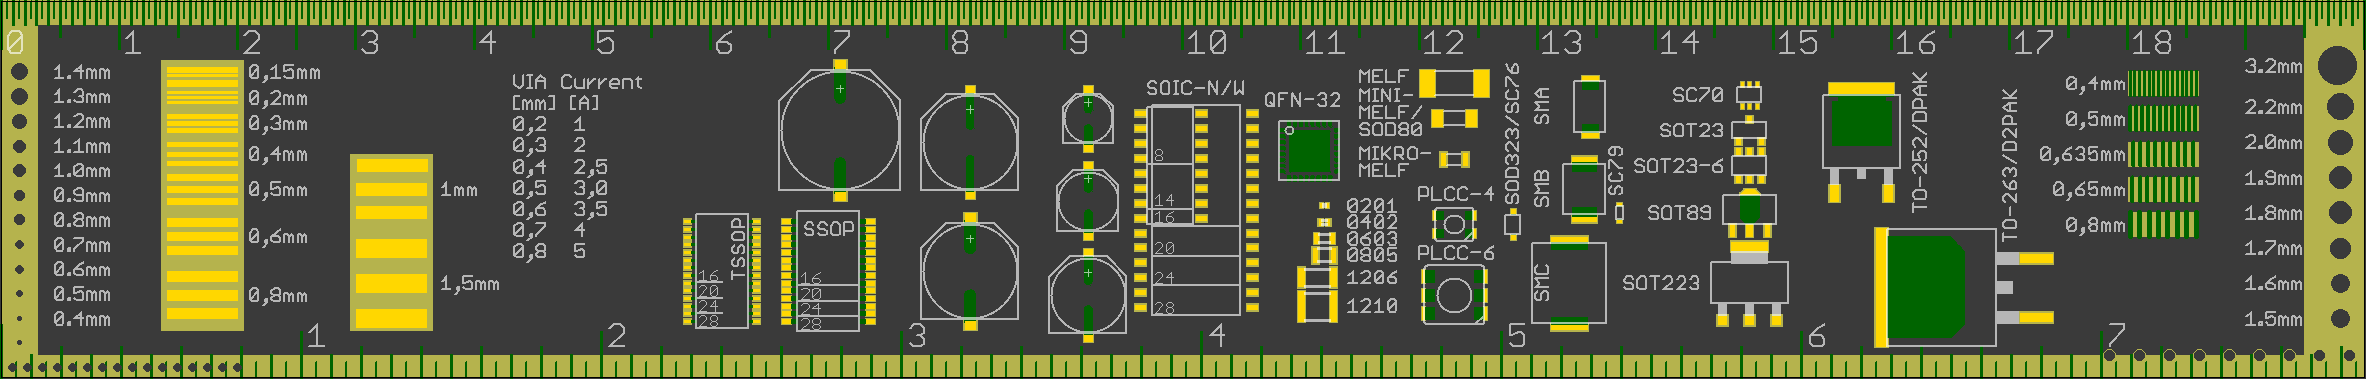 0 1 2 3 4 5 6 7 8 9 10 11 12 13 14 15 16 17 18
1.4mm
1.3mm
1.2mm
1.1mm
1.0mm
0.9mm
0.8mm
0.7mm
0.6mm
0.5mm
0.4mm
0,15mm
0,2mm
0,3mm
0,4mm
0,5mm
0,6mm
0,8mm
1mm
1,5mm
VIA Current
[mm] [A]
0,2 1
0,3 2
0,4 2,5
0,5 3,0
0,6 3,5
0,7 4
0,8 5
TSSOP
16
20
24
28
SSOP
16
20
24
28
SOIC-N/W
8
14
16
20
24
28
QFN-32
0201
0402
0603
0805
1206
1210
MELF
MINI-
MELF/
SOD80
MIKRO-
MELF
PLCC-4
PLCC-6
SOD323/SC76
SMA
SMB
SC79
SMC
SC70
SOT23
SOT23-6
SOT89
SOT223
TO-252/DPAK
TO-263/D2PAK
0,4mm
0,5mm
0,635mm
0,65mm
0,8mm
3.2mm
2.2mm
2.0mm
1.9mm
1.8mm
1.7mm
1.6mm
1.5mm
1 2 3 4 5 6 7